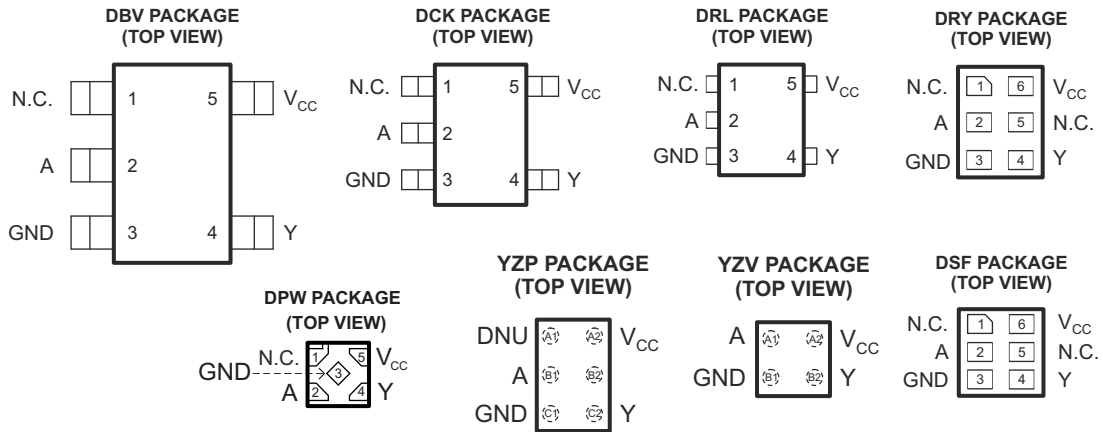 DBV PACKAGE
(TOP VIEW)
N.C. 1 5 VCC
A 2
GND 3 4 Y
DCK PACKAGE
(TOP VIEW)
N.C. 1 5 VCC
A 2
GND 3 4 Y
DRL PACKAGE
(TOP VIEW)
N.C. 1 5 VCC
A 2
GND 3 4 Y
DRY PACKAGE
(TOP VIEW)
N.C. 1 6 VCC
A 2 5 N.C.
GND 3 4 Y
DPW PACKAGE
(TOP VIEW)
N.C. 1 5 VCC
GND 3
A 2 4 Y
YZP PACKAGE
(TOP VIEW)
DNU A1 A2 VCC
A B1 B2
GND C1 C2 Y
YZV PACKAGE
(TOP VIEW)
A A1 A2 VCC
GND B1 B2 Y
DSF PACKAGE
(TOP VIEW)
N.C. 1 6 VCC
A 2 5 N.C.
GND 3 4 Y